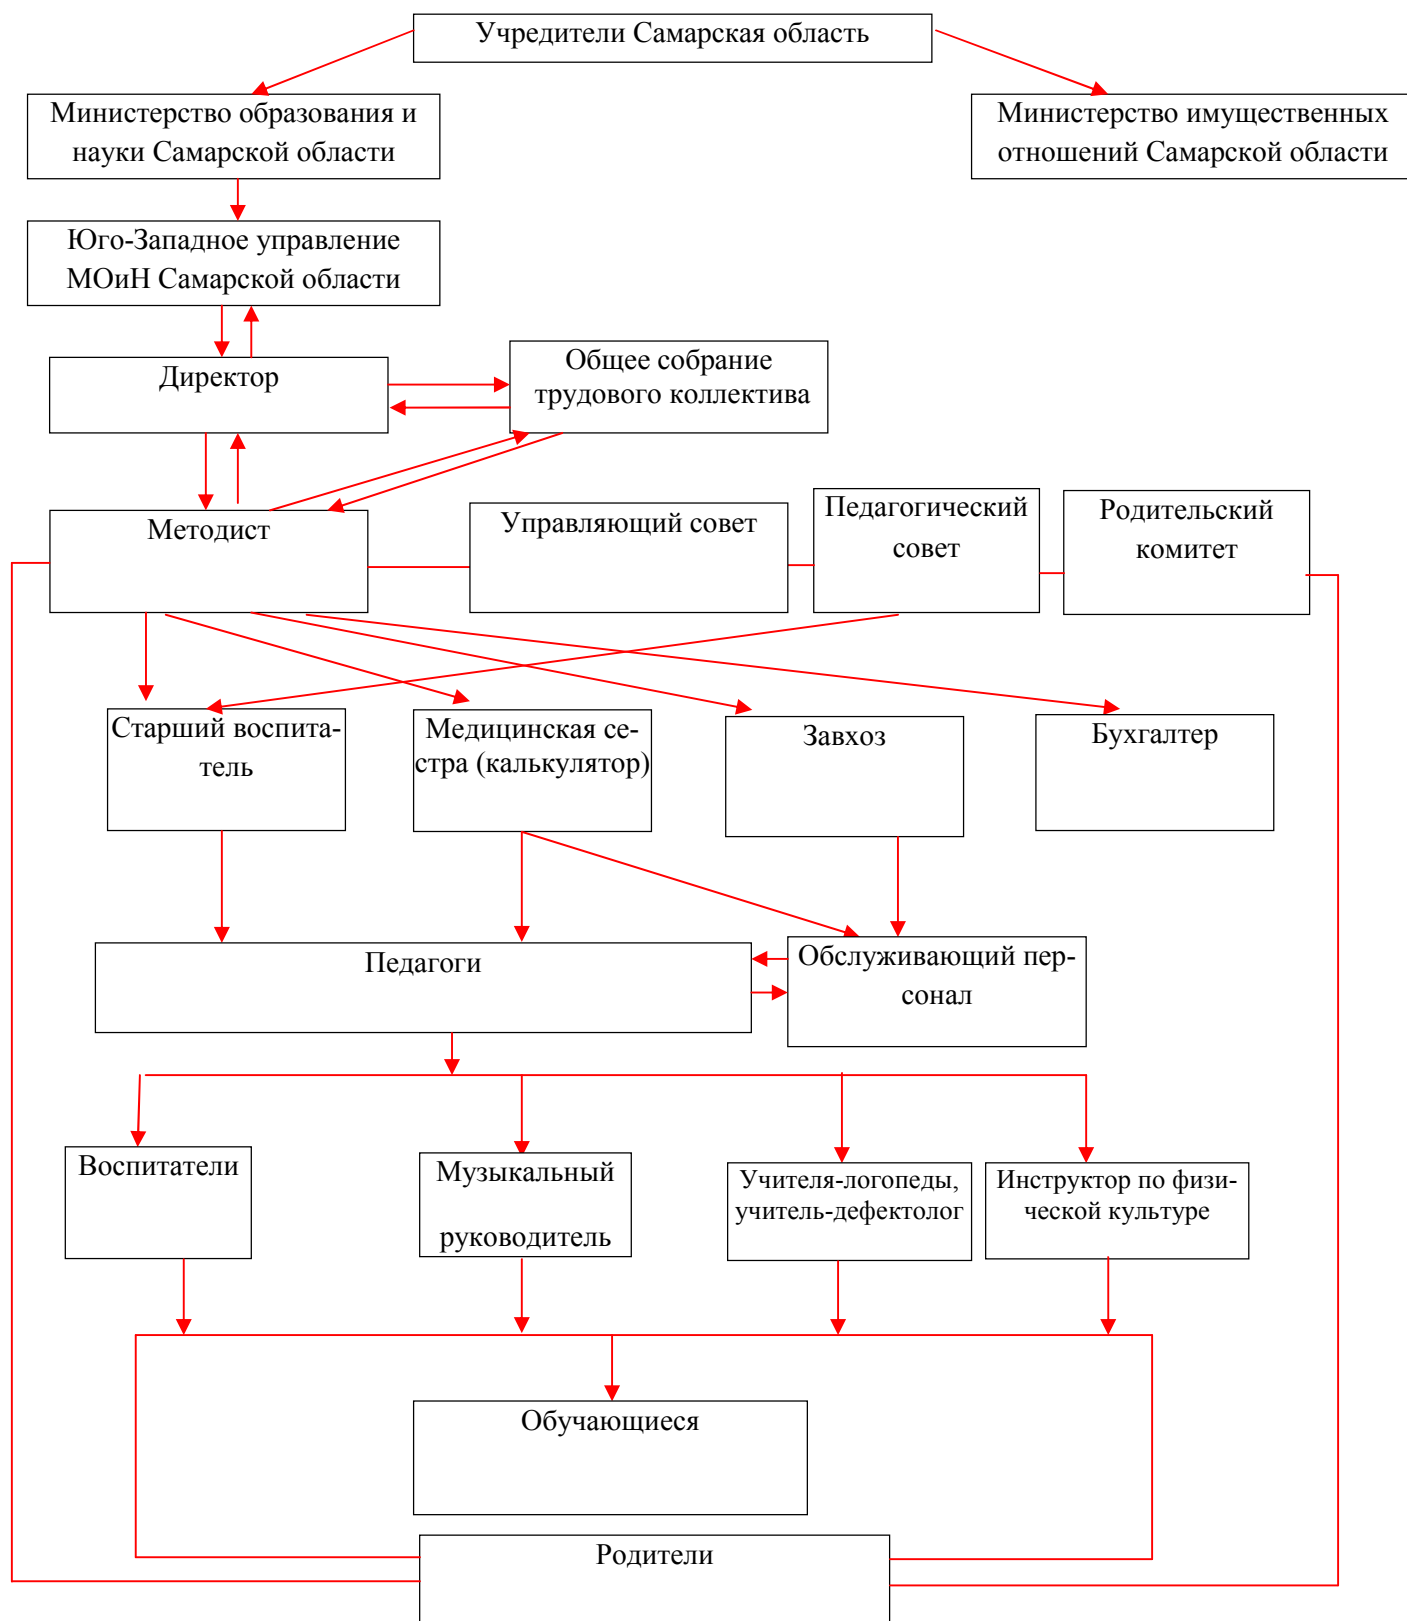 Учредители Самарская область
Министерство образования и
науки Самарской области
Министерство имущественных
отношений Самарской области
Юго-Западное управление
МОиН Самарской области
Директор
Общее собрание
трудового коллектива
Методист
Управляющий совет
Педагогический
совет
Родительский
комитет
Старший воспита-
тель
Медицинская се-
стра (калькулятор)
Завхоз
Бухгалтер
Педагоги
Обслуживающий пер-
сонал
Воспитатели
Музыкальный
руководитель
Учителя-логопеды,
учитель-дефектолог
Инструктор по физи-
ческой культуре
Обучающиеся
Родители